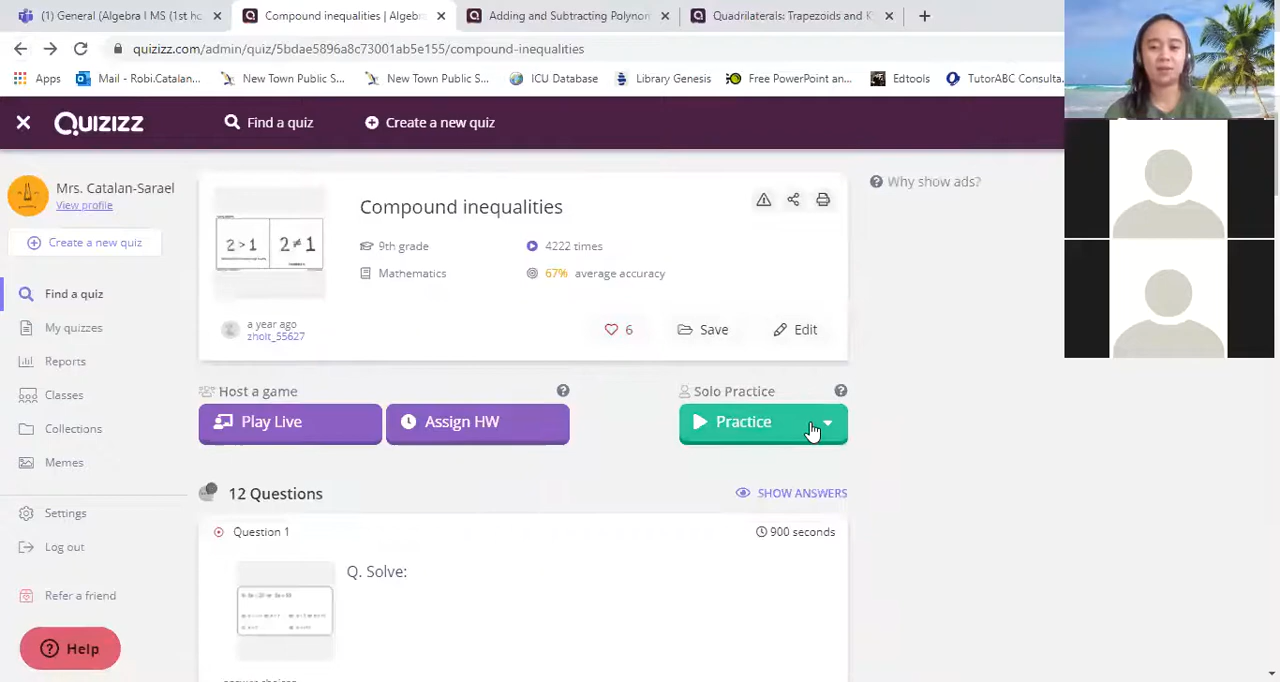 (1) General (Algebra I MS (1st ho
Compound inequalities | Algebr
Adding and Subtracting Polynom
Quadrilaterals: Trapezoids and K
quizizz.com/admin/quiz/5bdae5896a8c73001ab5e155/compound-inequalities
Apps
Mail - Robi.Catalan...
New Town Public S...
New Town Public S...
ICU Database
Library Genesis
Free PowerPoint an...
Edtools
TutorABC Consulta...
Quizizz
Find a quiz
Create a new quiz
Mrs. Catalan-Sarael
View profile
Create a new quiz
Find a quiz
My quizzes
Reports
Classes
Collections
Memes
Settings
Log out
Refer a friend
Help
2 > 1 2 ≠ 1
Compound inequalities
9th grade
4222 times
Mathematics
67% average accuracy
a year ago
zholt_55627
6
Save
Edit
Why show ads?
Host a game
Play Live
Assign HW
Solo Practice
Practice
12 Questions
SHOW ANSWERS
Question 1
900 seconds
Q. Solve: